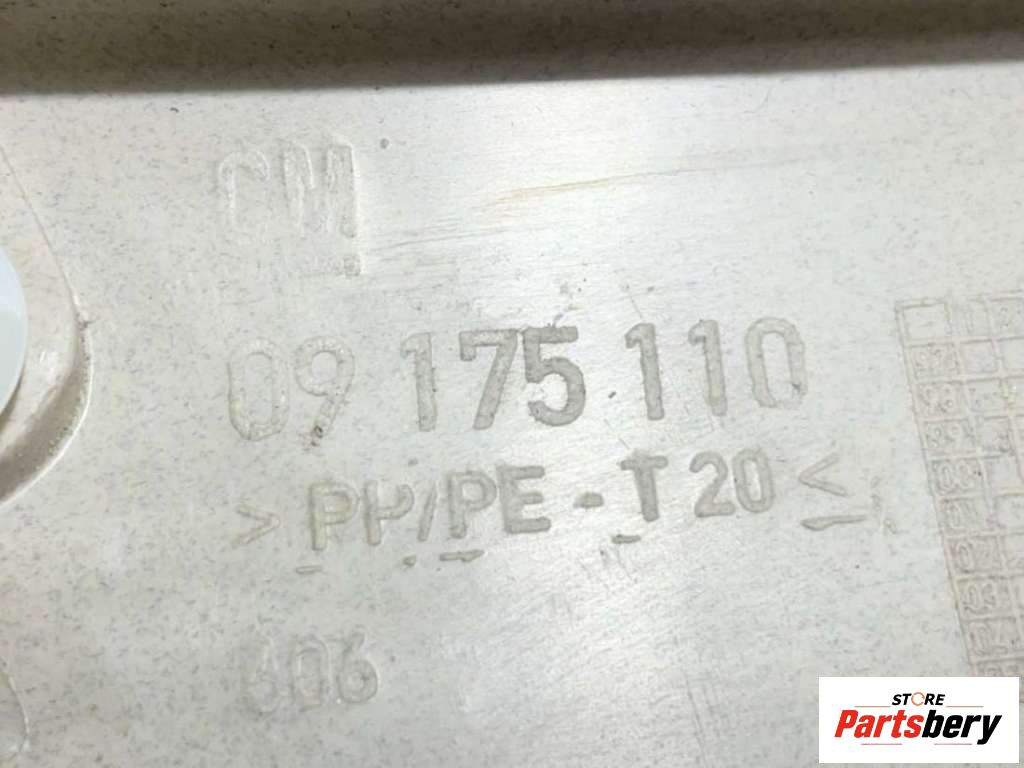 GM
09 175 110
>PP/PE-T20<
606
STORE
Partsbery